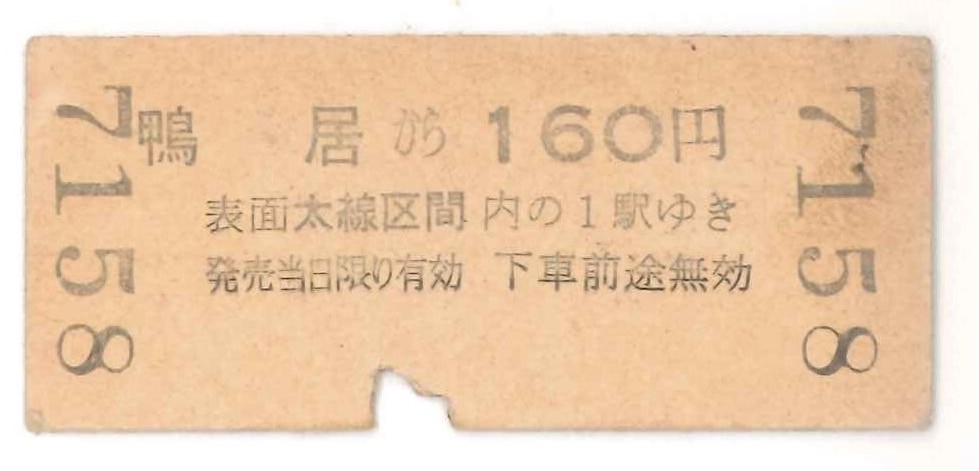 7158
鴨居から160円
表面太線区間内の1駅ゆき
発売当日限り有効 下車前途無効
7158